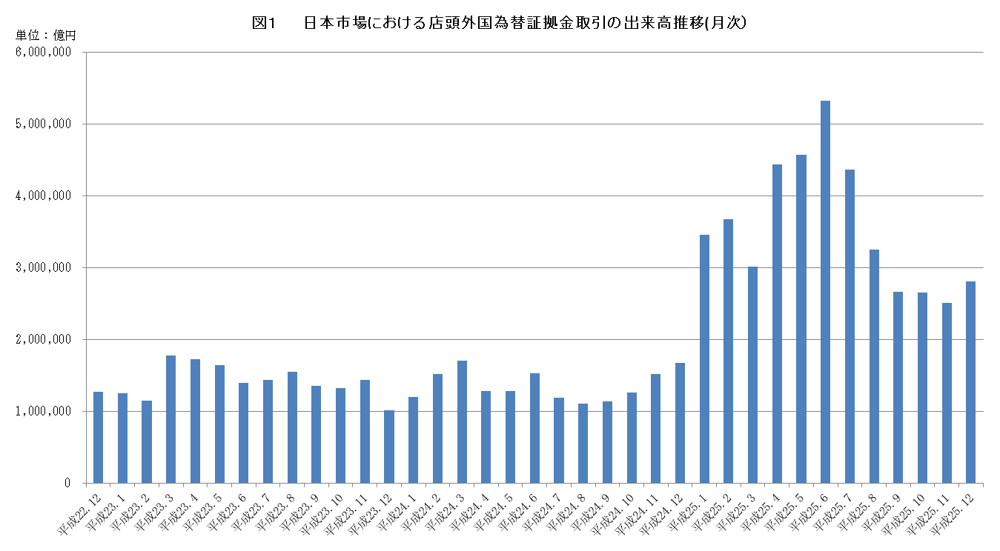 図1　日本市場における店頭外国為替証拠金取引の出来高推移(月次)
単位：億円
6,000,000
5,000,000
4,000,000
3,000,000
2,000,000
1,000,000
0
平成22.12
平成23.1
平成23.2
平成23.3
平成23.4
平成23.5
平成23.6
平成23.7
平成23.8
平成23.9
平成23.10
平成23.11
平成23.12
平成24.1
平成24.2
平成24.3
平成24.4
平成24.5
平成24.6
平成24.7
平成24.8
平成24.9
平成24.10
平成24.11
平成24.12
平成25.1
平成25.2
平成25.3
平成25.4
平成25.5
平成25.6
平成25.7
平成25.8
平成25.9
平成25.10
平成25.11
平成25.12